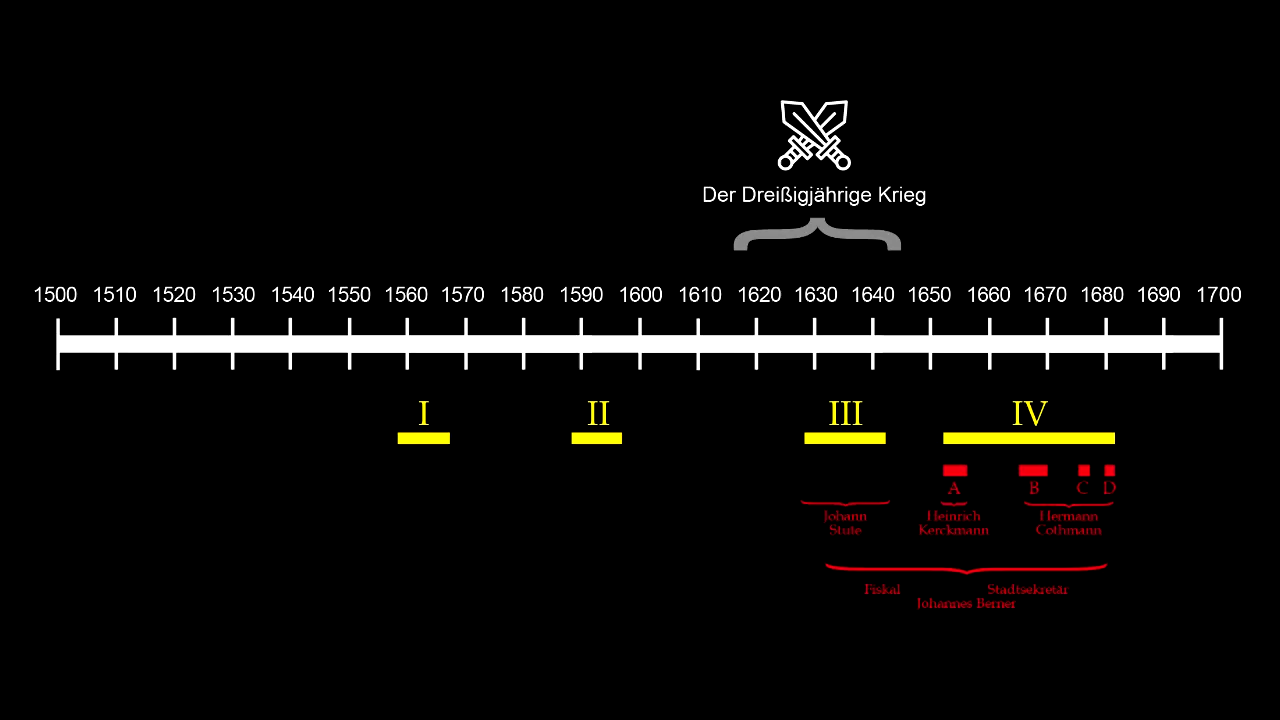 Der Dreißigjährige Krieg
1500 1510 1520 1530 1540 1550 1560 1570 1580 1590 1600 1610 1620 1630 1640 1650 1660 1670 1680 1690 1700
I II III IV
A B C D
Johann Heinrich Hermann
Stute Kerckmann Cothmann
Fiskal Stadtsekretär
Johannes Berner